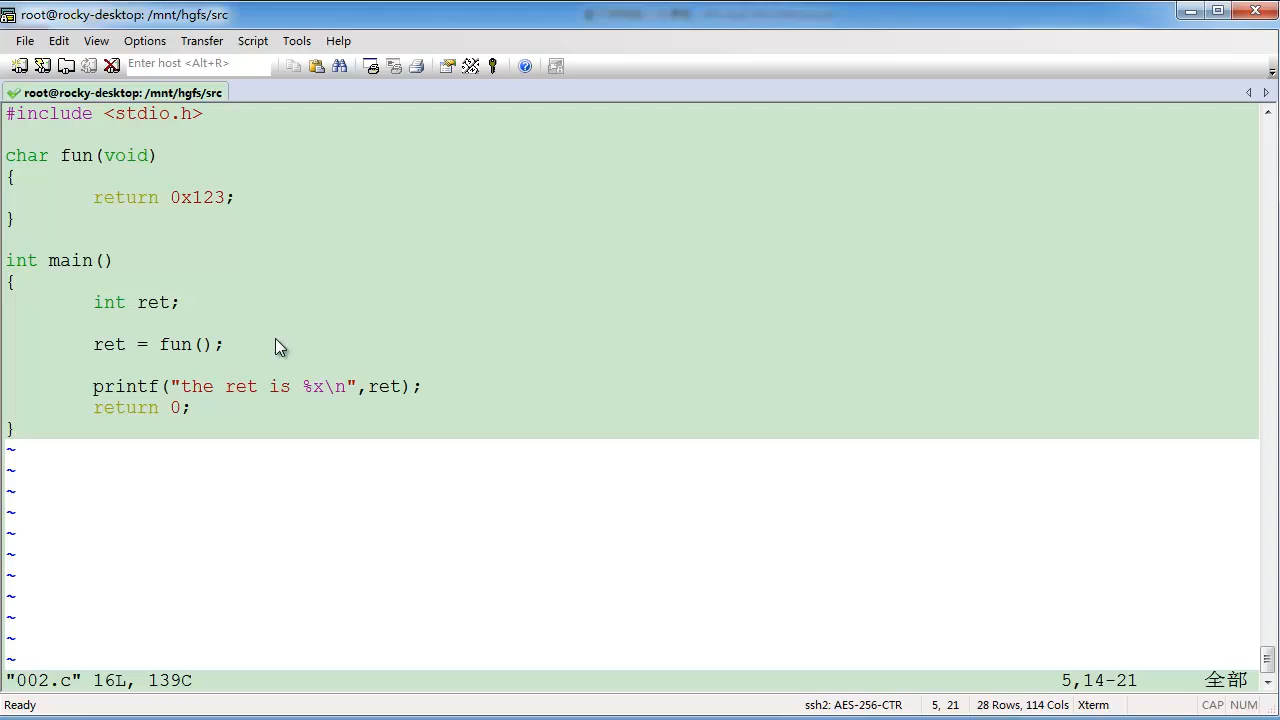 root@rocky-desktop: /mnt/hgfs/src
File Edit View Options Transfer Script Tools Help
Enter host <Alt+R>
root@rocky-desktop: /mnt/hgfs/src
#include <stdio.h>
char fun(void)
{
return 0x123;
}
int main()
{
int ret;
ret = fun();
printf("the ret is %x\n",ret);
return 0;
}
~
~
~
~
~
~
~
~
~
~
~
"002.c" 16L, 139C 5,14-21 全部
Ready ssh2: AES-256-CTR 5, 21 28 Rows, 114 Cols Xterm CAP NUM